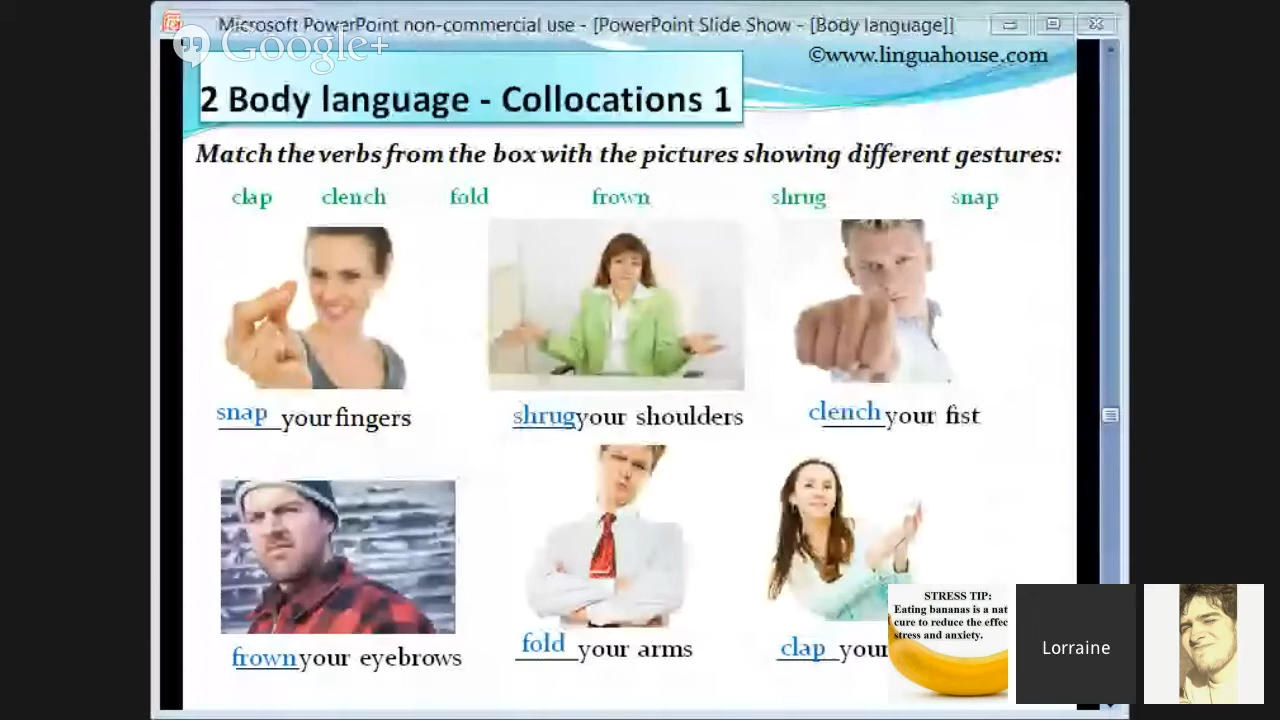 Microsoft PowerPoint non-commercial use - [PowerPoint Slide Show - [Body language]]
Google+
©www.linguahouse.com
2 Body language - Collocations 1
Match the verbs from the box with the pictures showing different gestures:
clap clench fold frown shrug snap
snap your fingers
shrug your shoulders
clench your fist
frown your eyebrows
fold your arms
clap your
STRESS TIP:
Eating bananas is a nat
cure to reduce the effec
stress and anxiety.
Lorraine